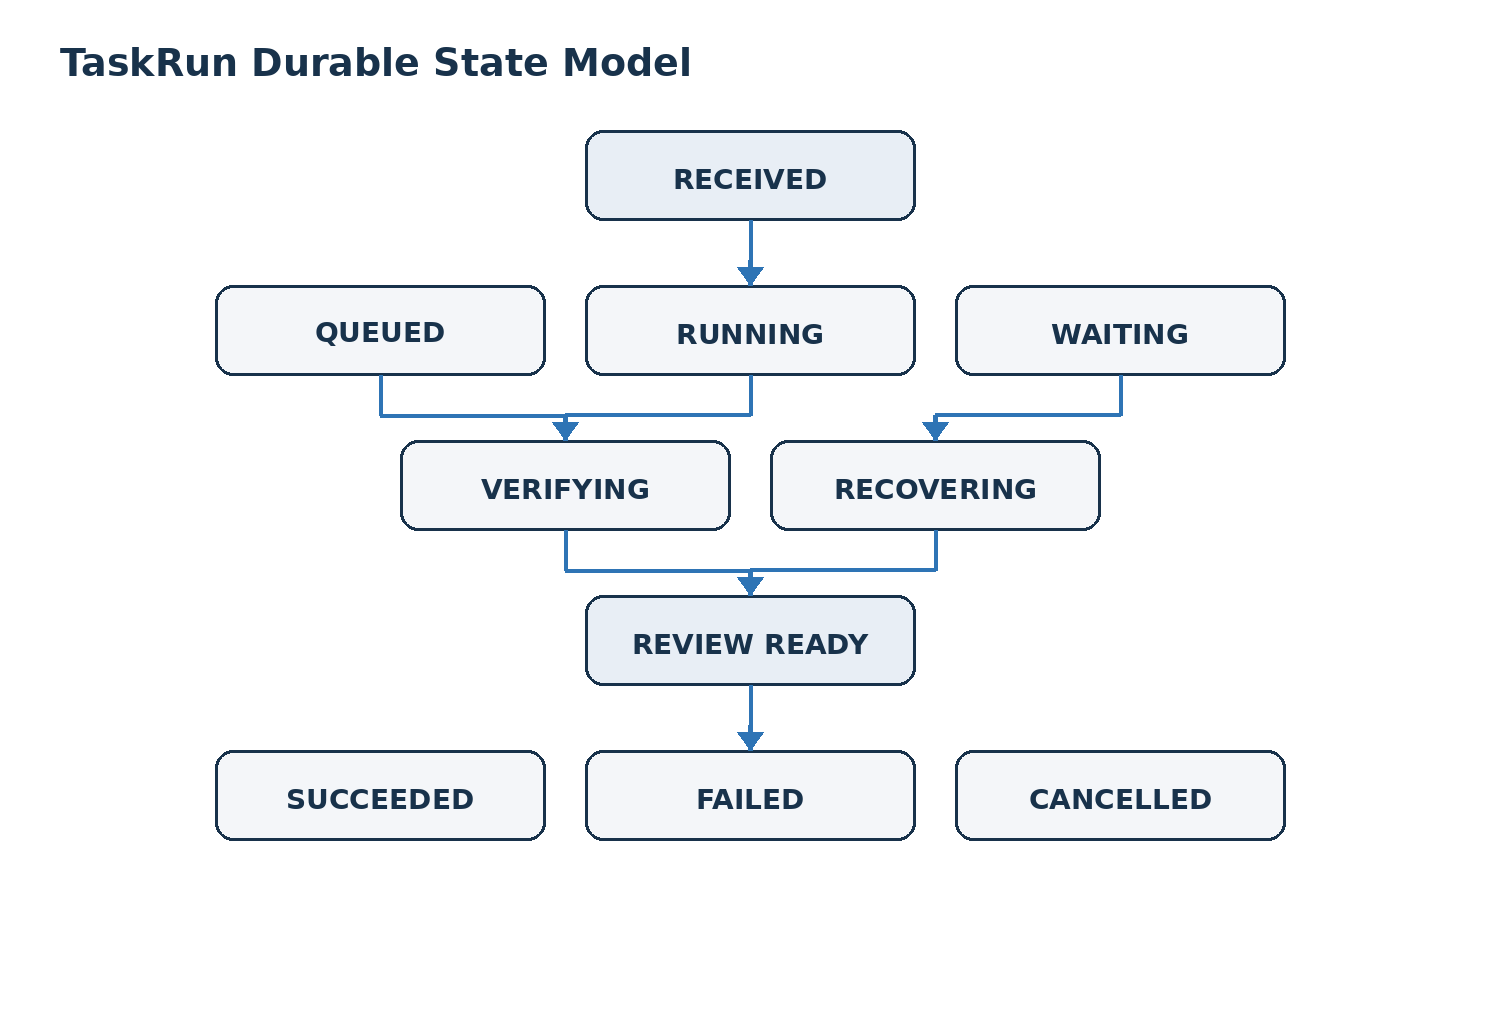 TaskRun Durable State Model
RECEIVED
QUEUED
RUNNING
WAITING
VERIFYING
RECOVERING
REVIEW READY
SUCCEEDED
FAILED
CANCELLED